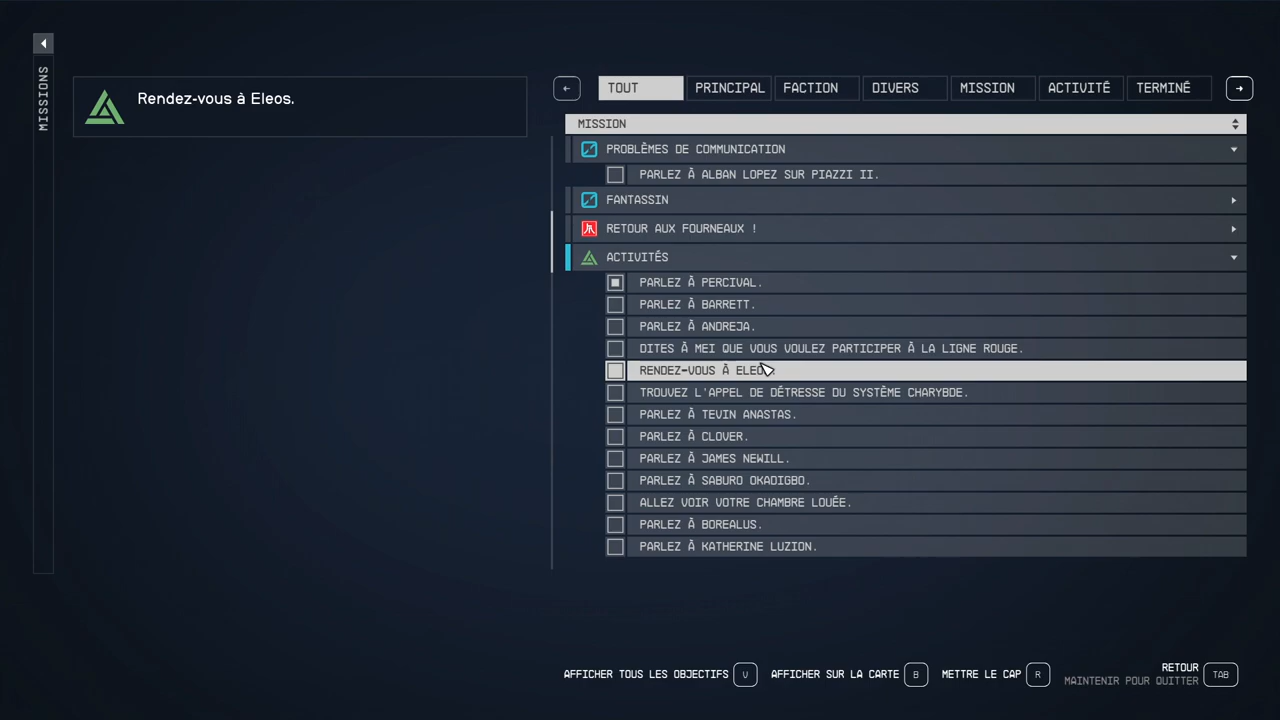 MISSIONS
Rendez-vous à Eleos.
TOUT
PRINCIPAL
FACTION
DIVERS
MISSION
ACTIVITÉ
TERMINÉ
MISSION
PROBLÈMES DE COMMUNICATION
PARLEZ À ALBAN LOPEZ SUR PIAZZI II.
FANTASSIN
RETOUR AUX FOURNEAUX !
ACTIVITÉS
PARLEZ À PERCIVAL.
PARLEZ À BARRETT.
PARLEZ À ANDREJA.
DITES À MEI QUE VOUS VOULEZ PARTICIPER À LA LIGNE ROUGE.
RENDEZ-VOUS À ELEOS.
TROUVEZ L'APPEL DE DÉTRESSE DU SYSTÈME CHARYBDE.
PARLEZ À TEVIN ANASTAS.
PARLEZ À CLOVER.
PARLEZ À JAMES NEWILL.
PARLEZ À SABURO OKADIGBO.
ALLEZ VOIR VOTRE CHAMBRE LOUÉE.
PARLEZ À BOREALUS.
PARLEZ À KATHERINE LUZION.
AFFICHER TOUS LES OBJECTIFS V
AFFICHER SUR LA CARTE B
METTRE LE CAP R
RETOUR
MAINTENIR POUR QUITTER TAB